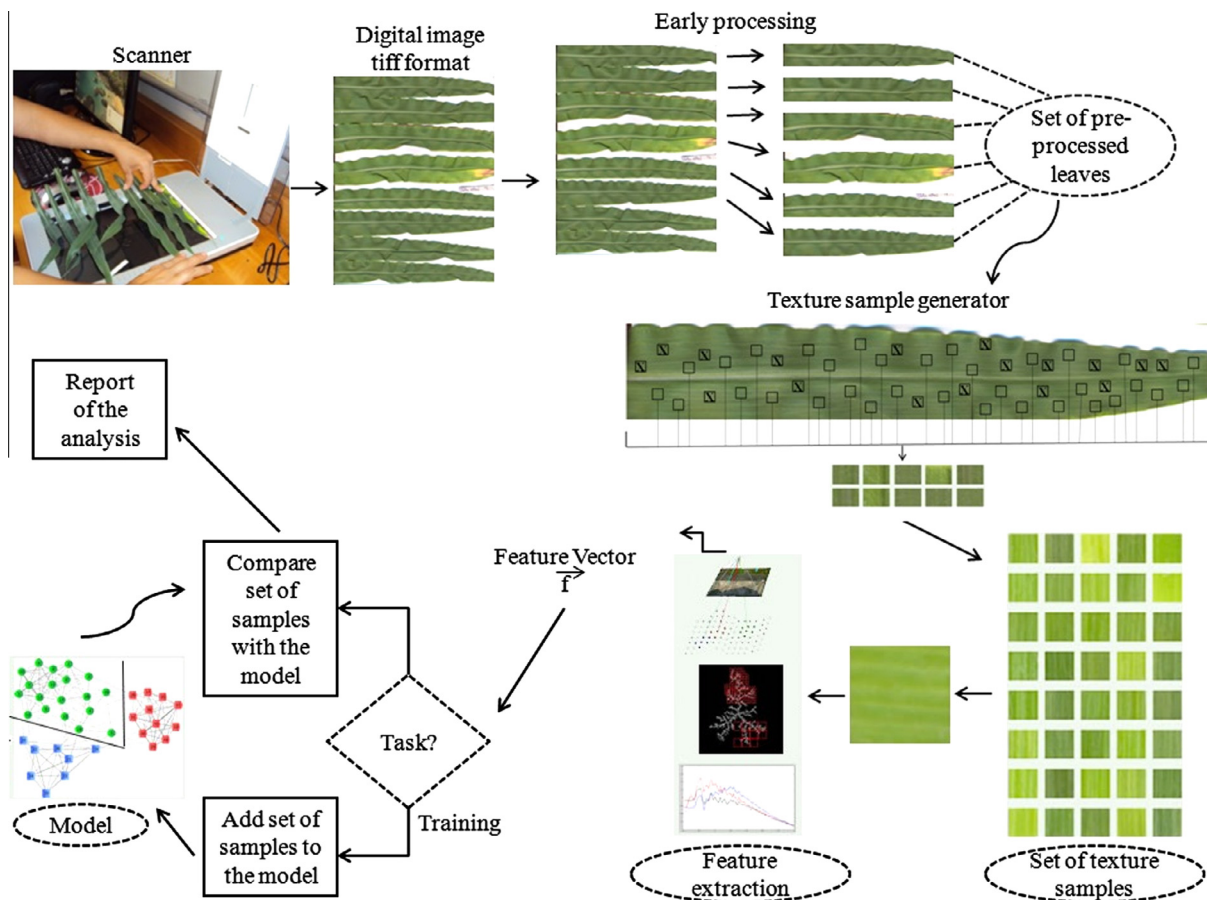 Scanner
Digital image
tiff format
Early processing
Set of pre-
processed
leaves
Texture sample generator
Report
of the
analysis
Compare
set of
samples
with the
model
Feature Vector
f
Task?
Training
Model
Add set of
samples to
the model
Feature
extraction
Set of texture
samples